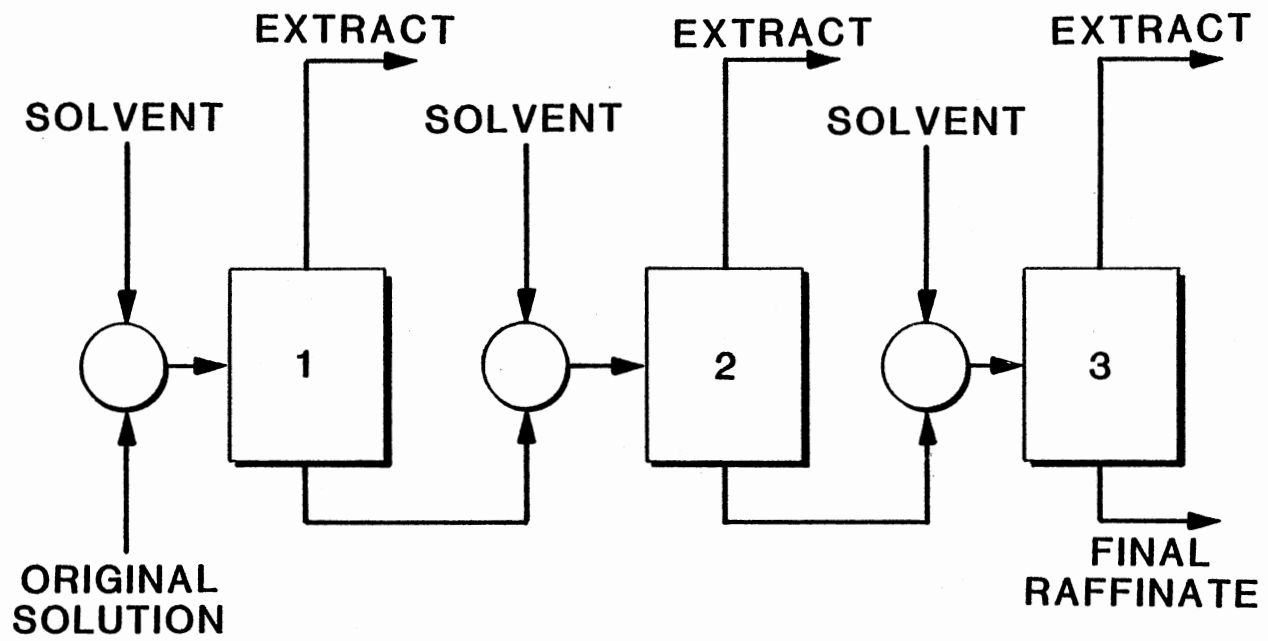 EXTRACT
EXTRACT
EXTRACT
SOLVENT
SOLVENT
SOLVENT
1
2
3
ORIGINAL
SOLUTION
FINAL
RAFFINATE